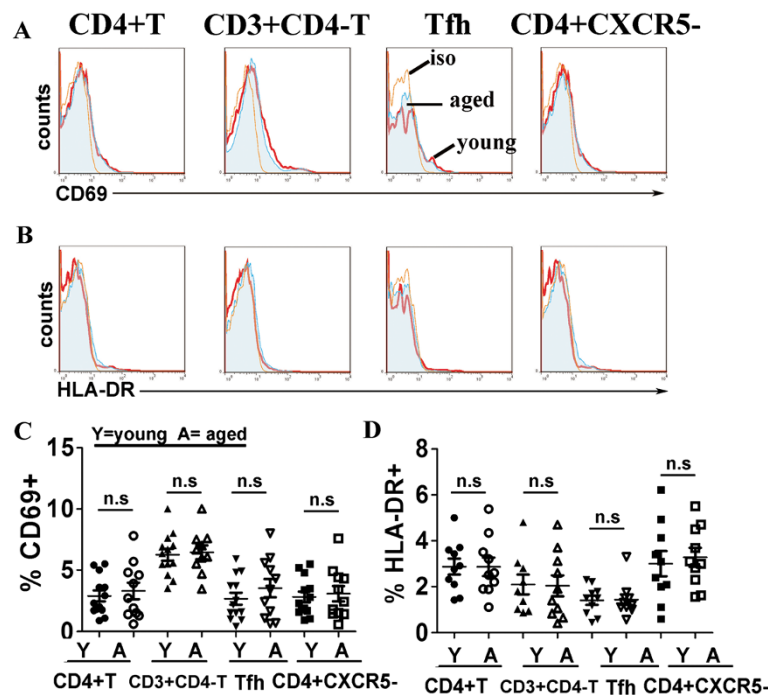 A CD4+T CD3+CD4-T Tfh CD4+CXCR5-
counts
iso
aged
young
CD69
B
counts
HLA-DR
C Y=young A= aged
% CD69+
15
10
5
0
n.s n.s n.s n.s
Y A Y A Y A Y A
CD4+T CD3+CD4-T Tfh CD4+CXCR5-
D
% HLA-DR+
8
6
4
2
0
n.s n.s n.s n.s
Y A Y A Y A Y A
CD4+T CD3+CD4-T Tfh CD4+CXCR5-